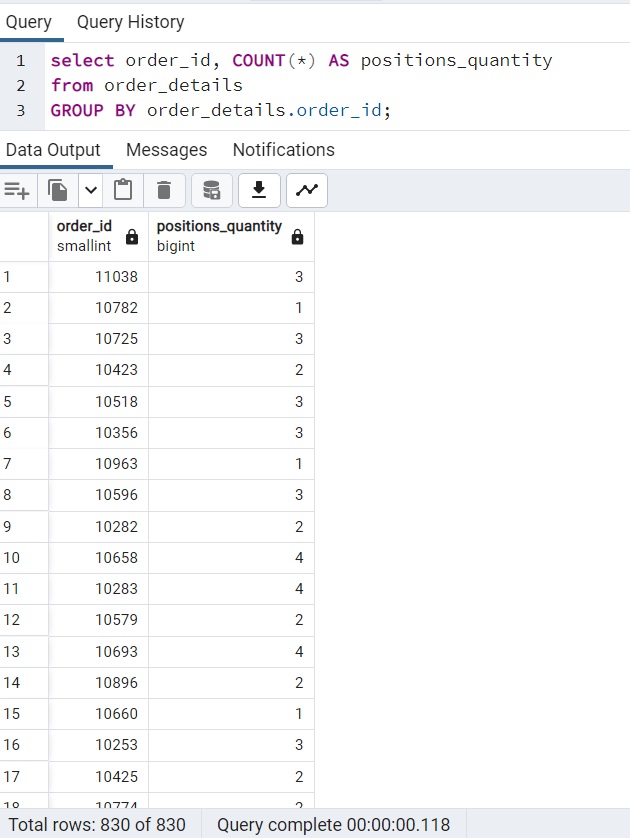 Query Query History
1 select order_id, COUNT(*) AS positions_quantity
2 from order_details
3 GROUP BY order_details.order_id;
Data Output Messages Notifications
order_id positions_quantity
smallint bigint
1 11038 3
2 10782 1
3 10725 3
4 10423 2
5 10518 3
6 10356 3
7 10963 1
8 10596 3
9 10282 2
10 10658 4
11 10283 4
12 10579 2
13 10693 4
14 10896 2
15 10660 1
16 10253 3
17 10425 2
18 10774 2
Total rows: 830 of 830 Query complete 00:00:00.118